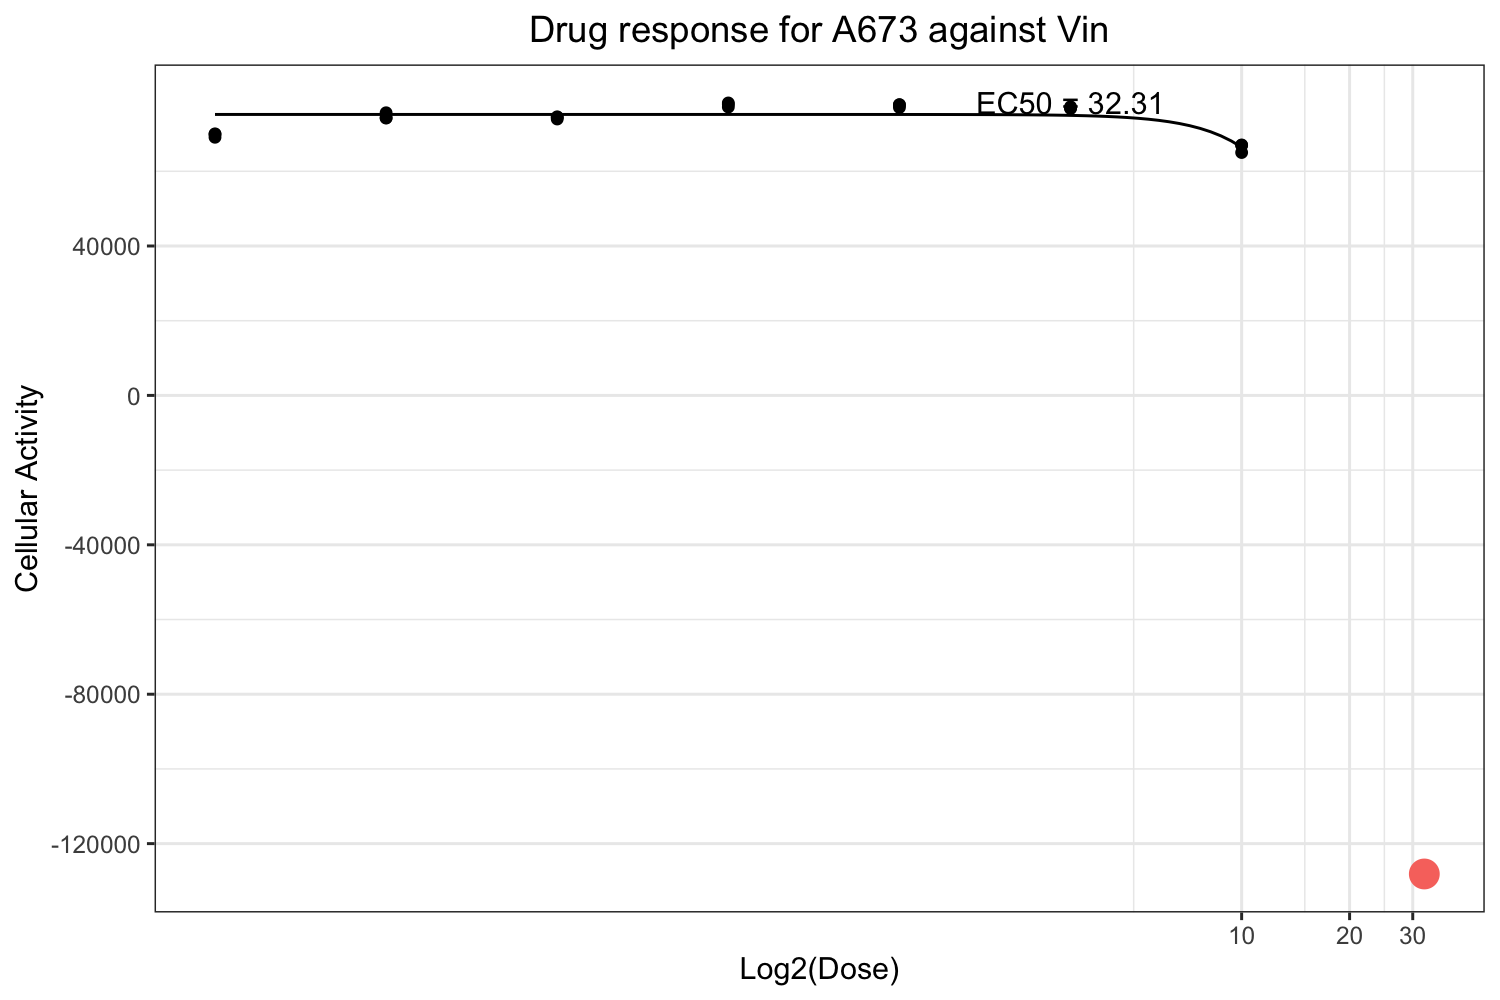 Drug response for A673 against Vin
EC50 = 32.31
40000
0
-40000
-80000
-120000
Cellular Activity
10 20 30
Log2(Dose)